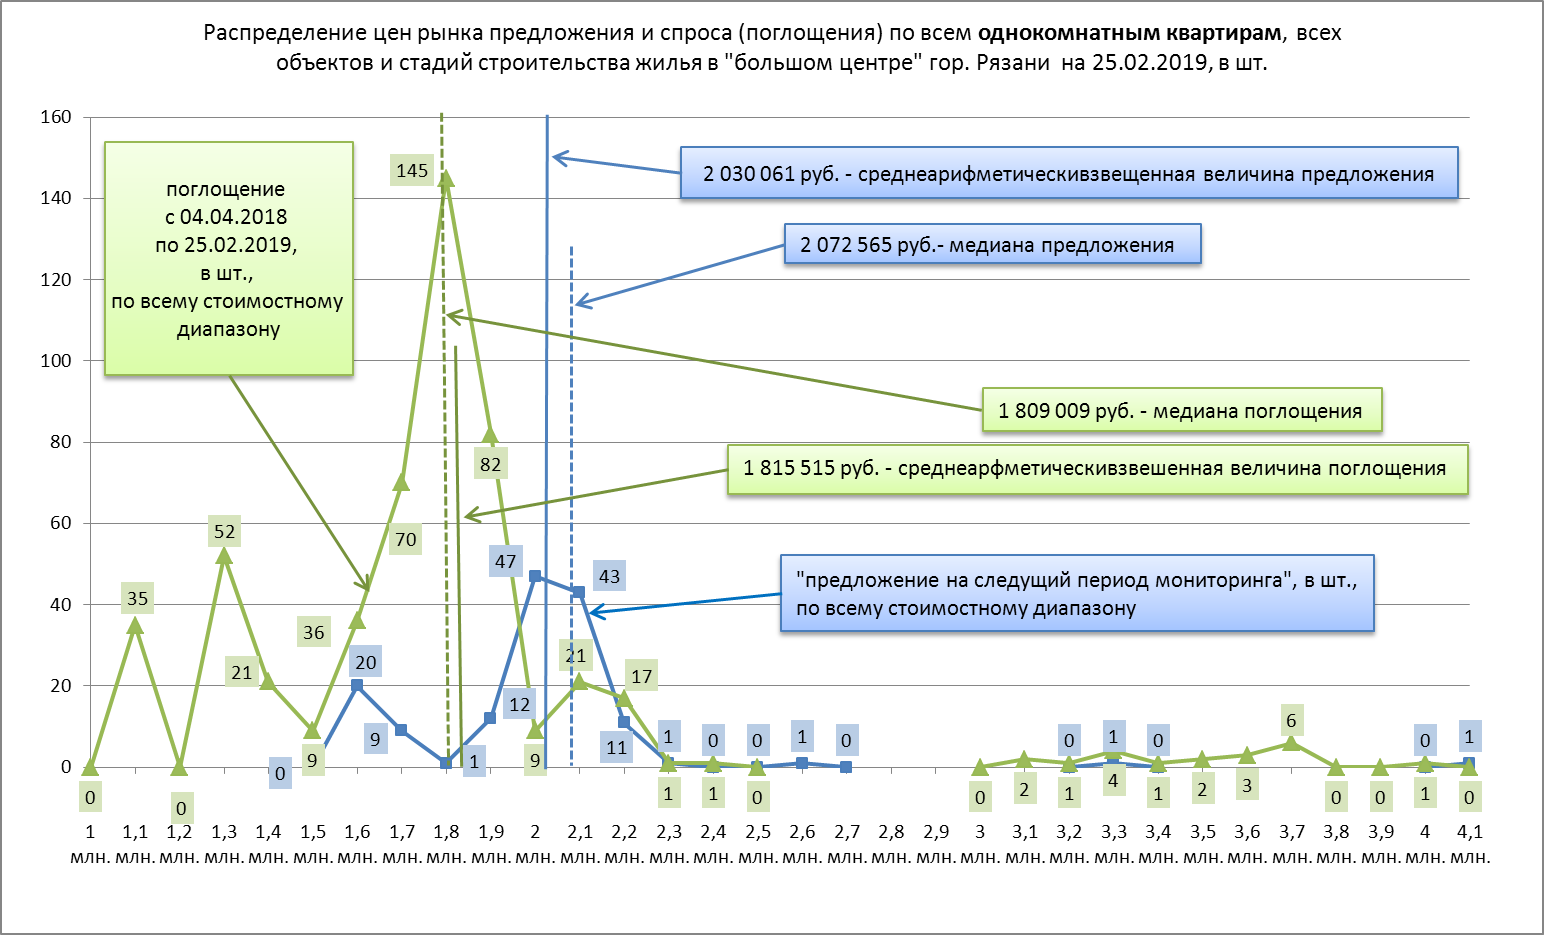 Распределение цен рынка предложения и спроса (поглощения) по всем однокомнатным квартирам, всех
объектов и стадий строительства жилья в "большом центре" гор. Рязани на 25.02.2019, в шт.
160
140
120
100
80
60
40
20
0
поглощение
с 04.04.2018
по 25.02.2019,
в шт.,
по всему стоимостному
диапазону
2 030 061 руб. - среднеарифметическивзвещенная величина предложения
2 072 565 руб.- медиана предложения
1 809 009 руб. - медиана поглощения
1 815 515 руб. - среднеарфметическивзвешенная величина поглощения
"предложение на следущий период мониторинга", в шт.,
по всему стоимостному диапазону
0
35
0
52
21
9
36
70
145
82
9
21
17
1
1
0
0
2
1
4
1
2
3
6
0
0
1
0
0
20
9
1
12
47
43
11
1
0
0
1
0
0
1
0
0
1
1 млн.
1,1 млн.
1,2 млн.
1,3 млн.
1,4 млн.
1,5 млн.
1,6 млн.
1,7 млн.
1,8 млн.
1,9 млн.
2 млн.
2,1 млн.
2,2 млн.
2,3 млн.
2,4 млн.
2,5 млн.
2,6 млн.
2,7 млн.
2,8 млн.
2,9 млн.
3 млн.
3,1 млн.
3,2 млн.
3,3 млн.
3,4 млн.
3,5 млн.
3,6 млн.
3,7 млн.
3,8 млн.
3,9 млн.
4 млн.
4,1 млн.